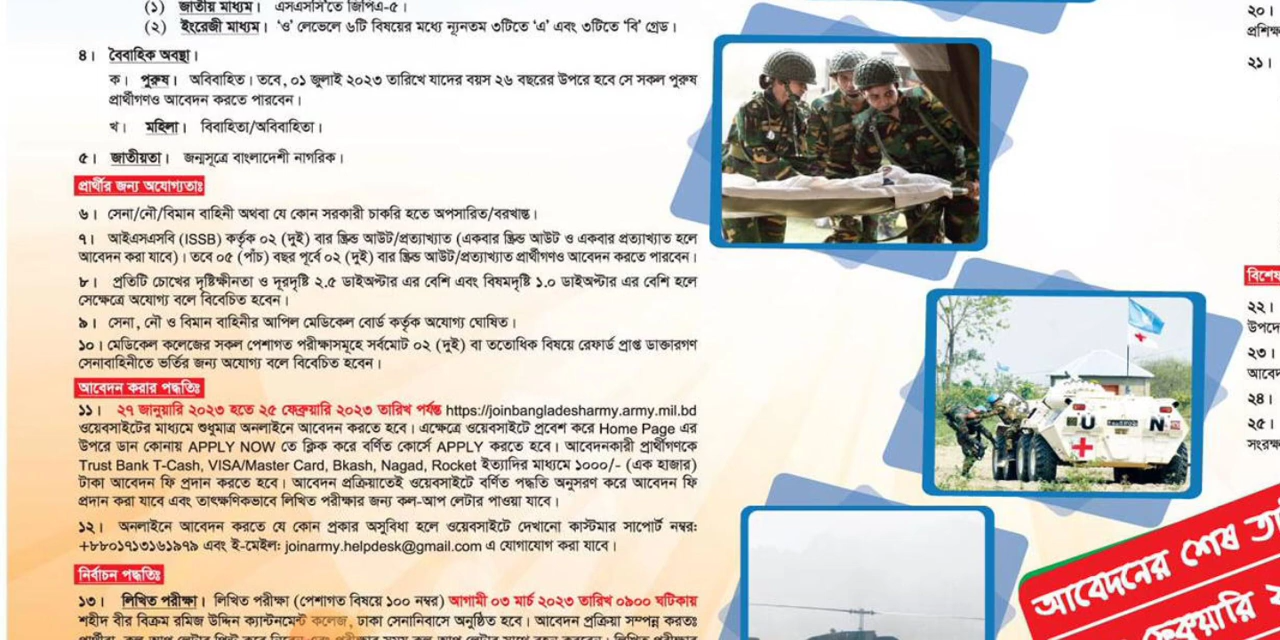 (১) জাতীয় মাধ্যম। এসএসসি'তে জিপিএ-৫।
(২) ইংরেজী মাধ্যম। 'ও' লেভেলে ৬টি বিষয়ের মধ্যে ন্যূনতম ৩টিতে 'এ' এবং ৩টিতে 'বি' গ্রেড।
৪। বৈবাহিক অবস্থা।
ক। পুরুষ। অবিবাহিত। তবে, ০১ জুলাই ২০২৩ তারিখে যাদের বয়স ২৬ বছরের উপরে হবে সে সকল পুরুষ
প্রার্থীগণও আবেদন করতে পারবেন।
খ। মহিলা। বিবাহিতা/অবিবাহিতা।
৫। জাতীয়তা। জন্মসূত্রে বাংলাদেশী নাগরিক।
প্রার্থীর জন্য অযোগ্যতাঃ
৬। সেনা/নৌ/বিমান বাহিনী অথবা যে কোন সরকারী চাকরি হতে অপসারিত/বরখাস্ত।
৭। আইএসএসবি (ISSB) কর্তৃক ০২ (দুই) বার স্ক্রিন্ড আউট/প্রত্যাখ্যাত (একবার স্ক্রিন্ড আউট ও একবার প্রত্যাখ্যাত হলে
আবেদন করা যাবে)। তবে ০৫ (পাঁচ) বছর পূর্বে ০২ (দুই) বার স্ক্রিন্ড আউট/প্রত্যাখ্যাত প্রার্থীগণও আবেদন করতে পারবেন।
৮। প্রতিটি চোখের দৃষ্টিক্ষীনতা ও দূরদৃষ্টি ২.৫ ডাইঅপ্টার এর বেশি এবং বিষমদৃষ্টি ১.০ ডাইঅপ্টার এর বেশি হলে
সেক্ষেত্রে অযোগ্য বলে বিবেচিত হবেন।
৯। সেনা, নৌ ও বিমান বাহিনীর আপিল মেডিকেল বোর্ড কর্তৃক অযোগ্য ঘোষিত।
১০। মেডিকেল কলেজের সকল পেশাগত পরীক্ষাসমূহে সর্বমোট ০২ (দুই) বা ততোধিক বিষয়ে রেফার্ড প্রাপ্ত ডাক্তারগণ
সেনাবাহিনীতে ভর্তির জন্য অযোগ্য বলে বিবেচিত হবেন।
আবেদন করার পদ্ধতিঃ
১১। ২৭ জানুয়ারি ২০২৩ হতে ২৫ ফেব্রুয়ারি ২০২৩ তারিখ পর্যন্ত https://joinbangladesharmy.army.mil.bd
ওয়েবসাইটের মাধ্যমে শুধুমাত্র অনলাইনে আবেদন করতে হবে। এক্ষেত্রে ওয়েবসাইটে প্রবেশ করে Home Page এর
উপরে ডান কোনায় APPLY NOW তে ক্লিক করে বর্ণিত কোর্সে APPLY করতে হবে। আবেদনকারী প্রার্থীগণকে
Trust Bank T-Cash, VISA/Master Card, Bkash, Nagad, Rocket ইত্যাদির মাধ্যমে ১০০০/- (এক হাজার)
টাকা আবেদন ফি প্রদান করতে হবে। আবেদন প্রক্রিয়াতেই ওয়েবসাইটে বর্ণিত পদ্ধতি অনুসরণ করে আবেদন ফি
প্রদান করা যাবে এবং তাৎক্ষণিকভাবে লিখিত পরীক্ষার জন্য কল-আপ লেটার পাওয়া যাবে।
১২। অনলাইনে আবেদন করতে যে কোন প্রকার অসুবিধা হলে ওয়েবসাইটে দেখানো কাস্টমার সাপোর্ট নম্বর:
+৮৮০১৭১৩১৬১৯৭৯ এবং ই-মেইল: joinarmy.helpdesk@gmail.com এ যোগাযোগ করা যাবে।
নির্বাচন পদ্ধতিঃ
১৩। লিখিত পরীক্ষা। লিখিত পরীক্ষা (পেশাগত বিষয়ে ১০০ নম্বর) আগামী ০৩ মার্চ ২০২৩ তারিখ ০৯০০ ঘটিকায়
শহীদ বীর বিক্রম রমিজ উদ্দিন ক্যান্টনমেন্ট কলেজ, ঢাকা সেনানিবাসে অনুষ্ঠিত হবে। আবেদন প্রক্রিয়া সম্পন্ন করতঃ
UN
আবেদনের শেষ
২০।
২১।
বিশেষ
২২।
২৩।
২৪।
২৫।